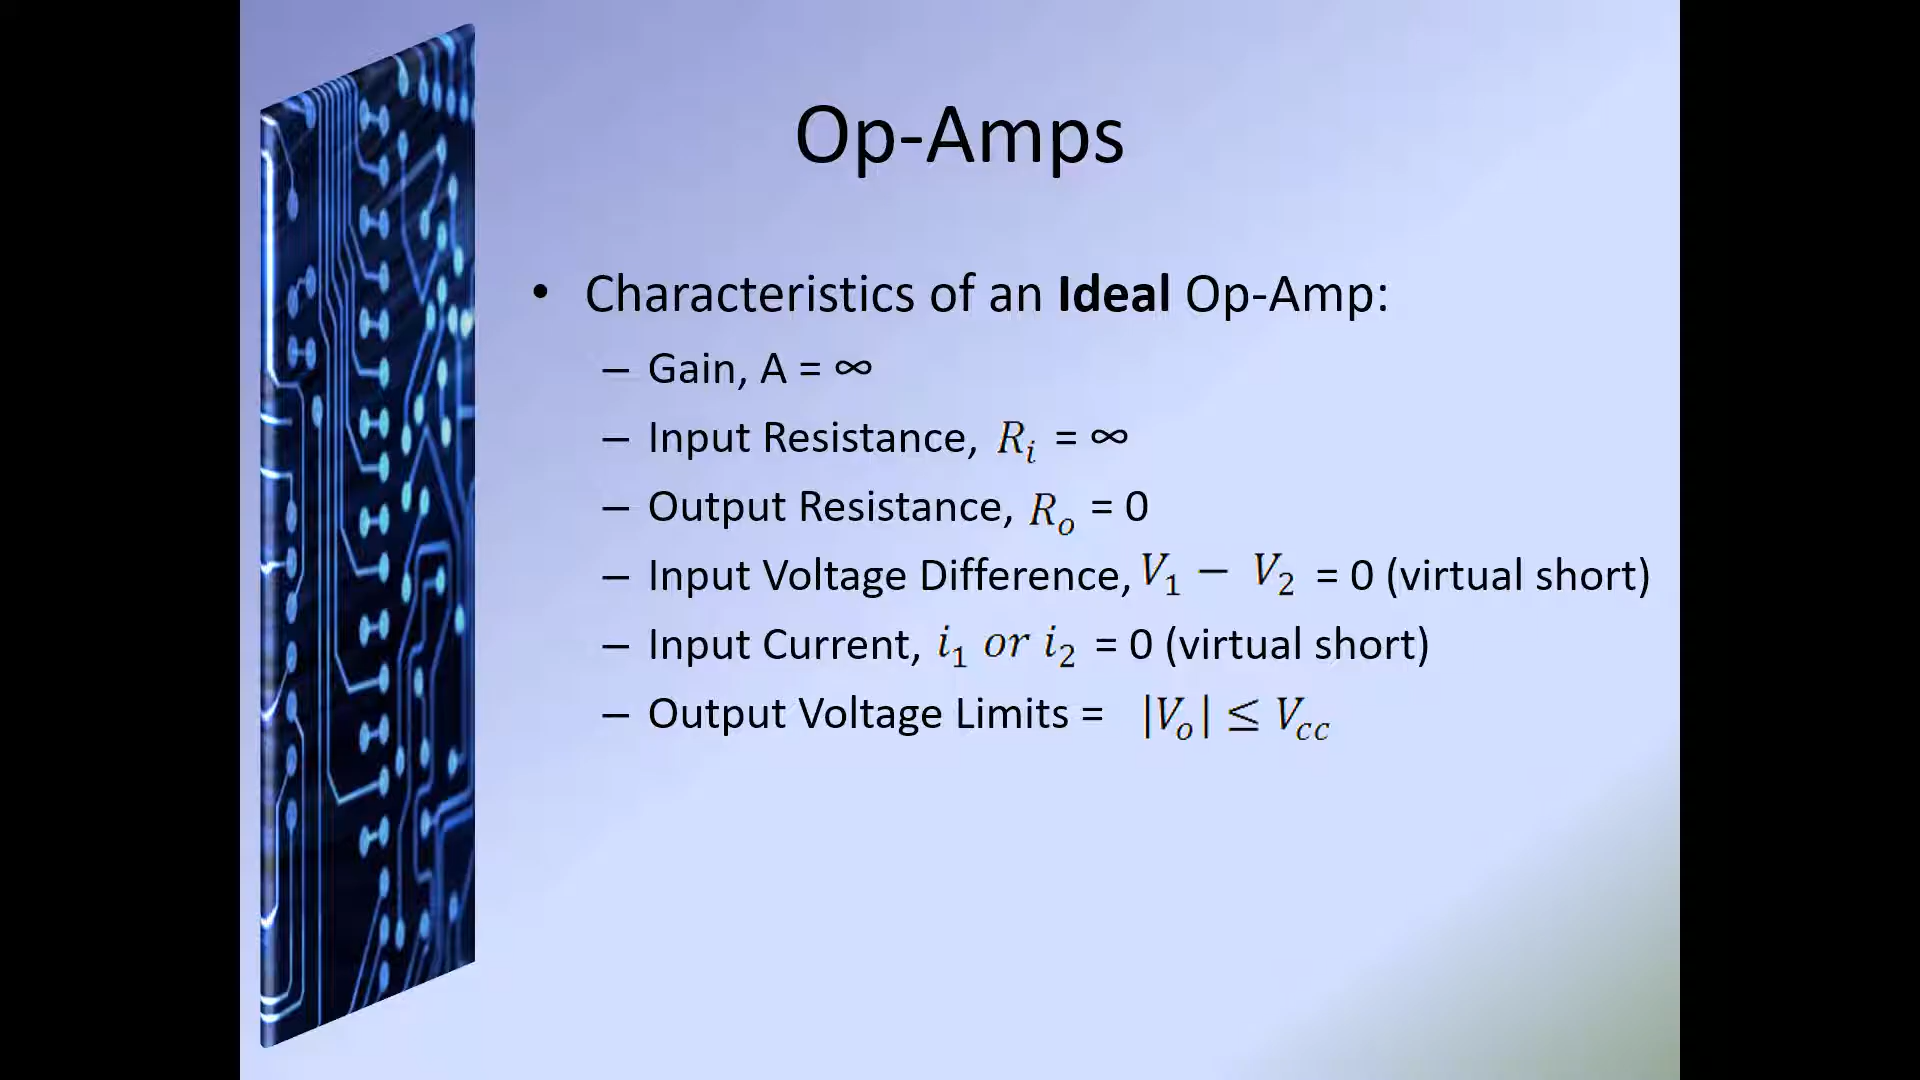 Op-Amps
• Characteristics of an Ideal Op-Amp:
– Gain, A = ∞
– Input Resistance, Rᵢ = ∞
– Output Resistance, Rₒ = 0
– Input Voltage Difference, V₁ − V₂ = 0 (virtual short)
– Input Current, i₁ or i₂ = 0 (virtual short)
– Output Voltage Limits = |Vₒ| ≤ V_cc